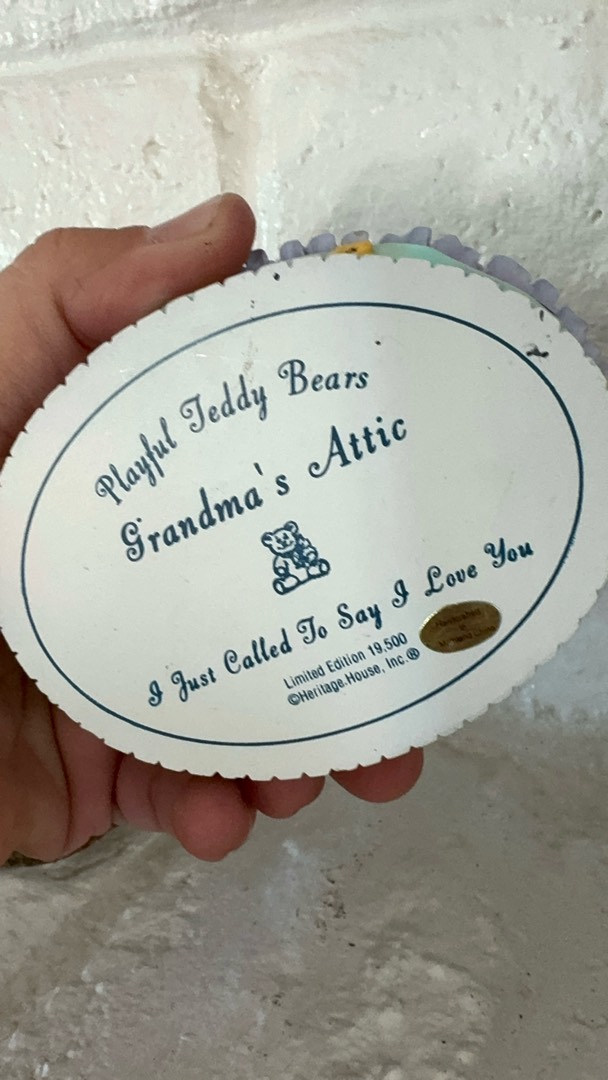 Playful Teddy Bears
Grandma's Attic
I Just Called To Say I Love You
Limited Edition 19,500
©Heritage House, Inc.®